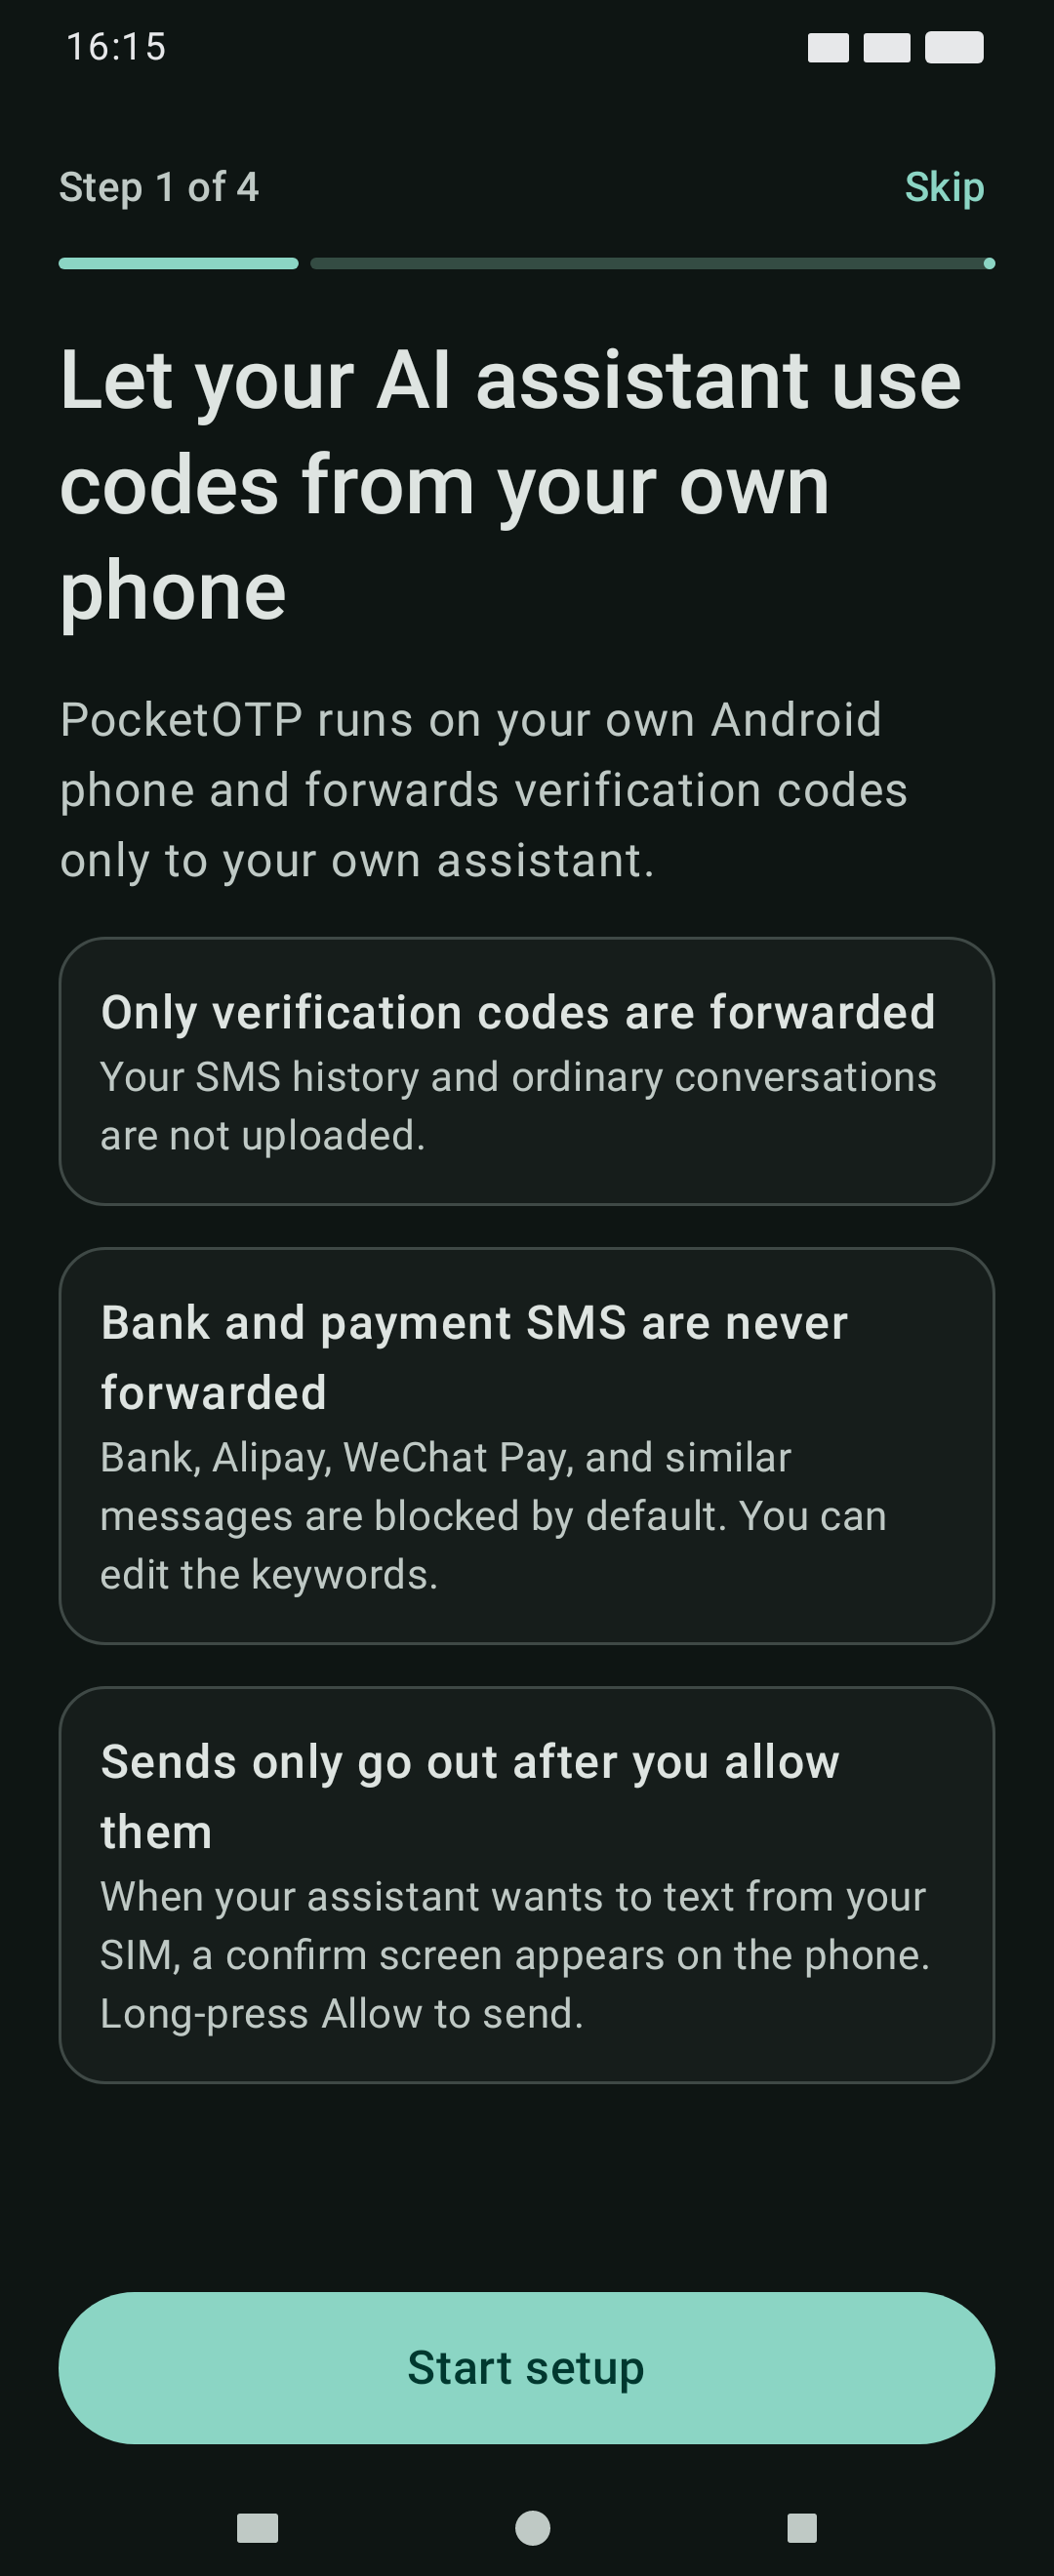 16:15
Step 1 of 4
Skip
Let your AI assistant use
codes from your own
phone
PocketOTP runs on your own Android
phone and forwards verification codes
only to your own assistant.
Only verification codes are forwarded
Your SMS history and ordinary conversations
are not uploaded.
Bank and payment SMS are never
forwarded
Bank, Alipay, WeChat Pay, and similar
messages are blocked by default. You can
edit the keywords.
Sends only go out after you allow
them
When your assistant wants to text from your
SIM, a confirm screen appears on the phone.
Long-press Allow to send.
Start setup